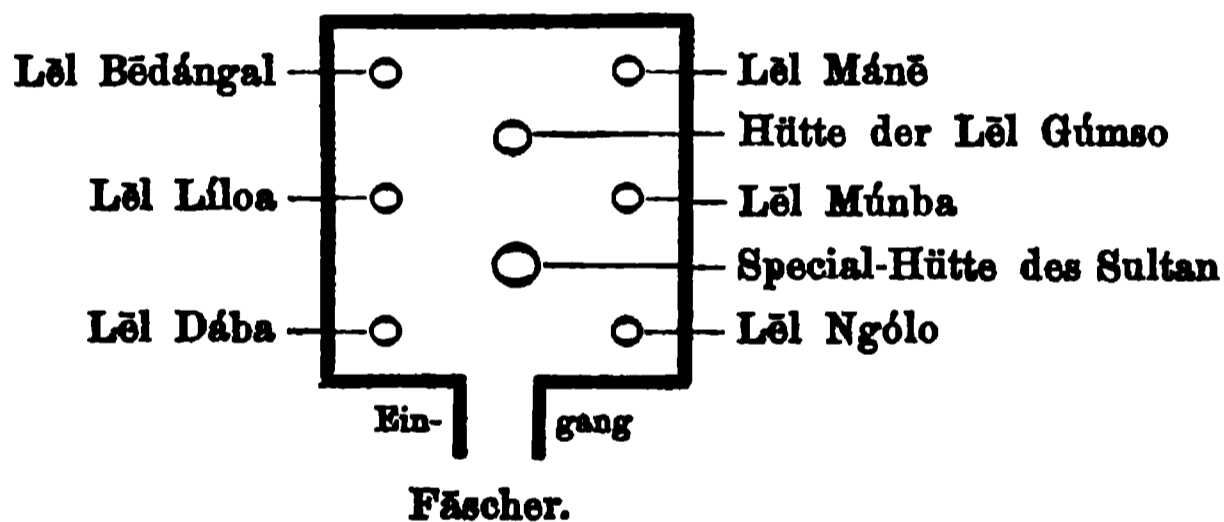 Lēl Bēdángal
Lēl Mánē
Hütte der Lēl Gúmso
Lēl Líloa
Lēl Múnba
Special-Hütte des Sultan
Lēl Dába
Lēl Ngólo
Ein-
gang
Fāscher.